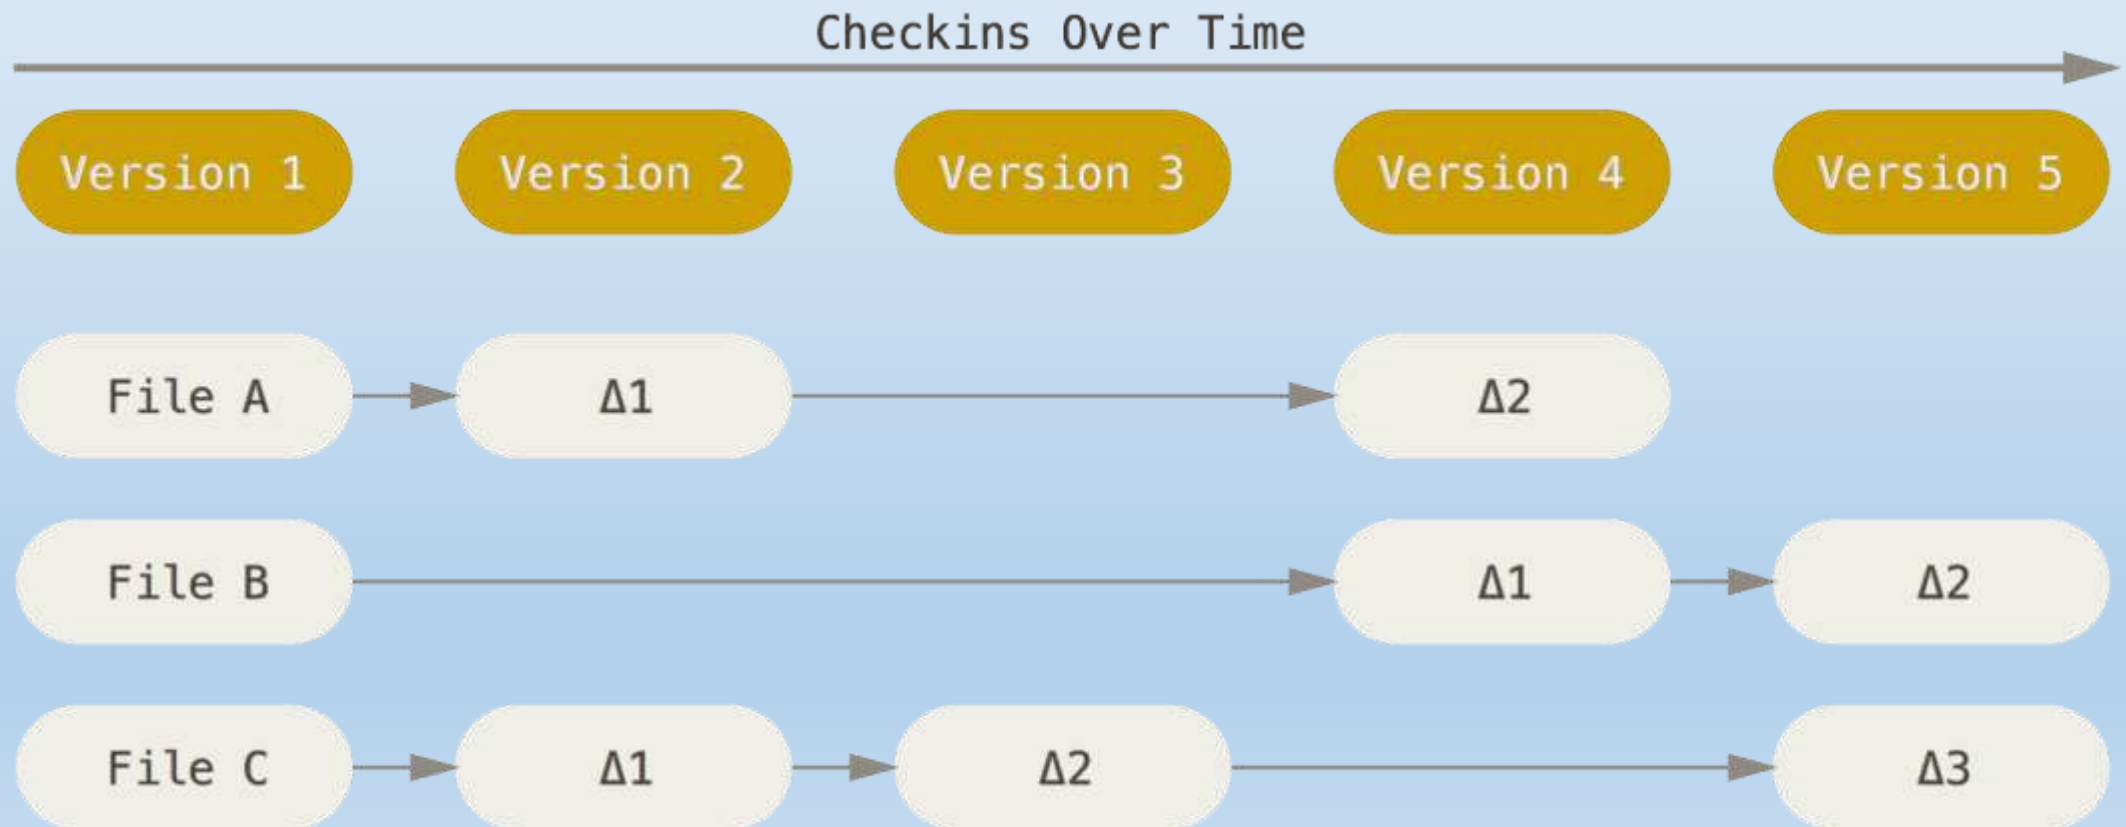 Checkins Over Time
Version 1 Version 2 Version 3 Version 4 Version 5
File A Δ1 Δ2
File B Δ1 Δ2
File C Δ1 Δ2 Δ3